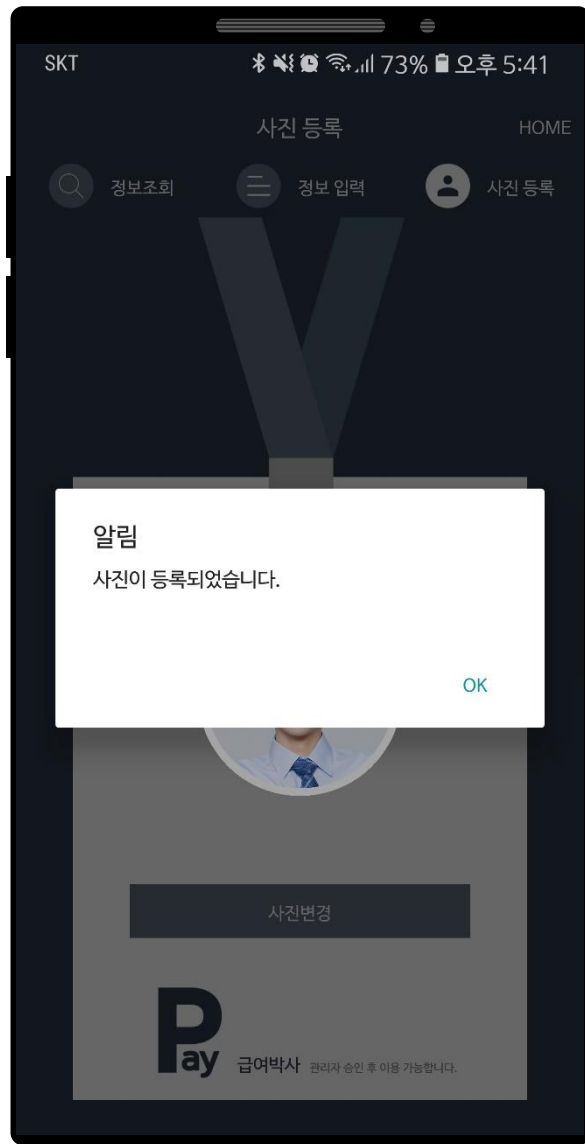 SKT 73% 오후 5:41
사진 등록 HOME
정보조회 정보 입력 사진 등록
알림
사진이 등록되었습니다.
OK
사진변경
Pay 급여박사 관리자 승인 후 이용 가능합니다.